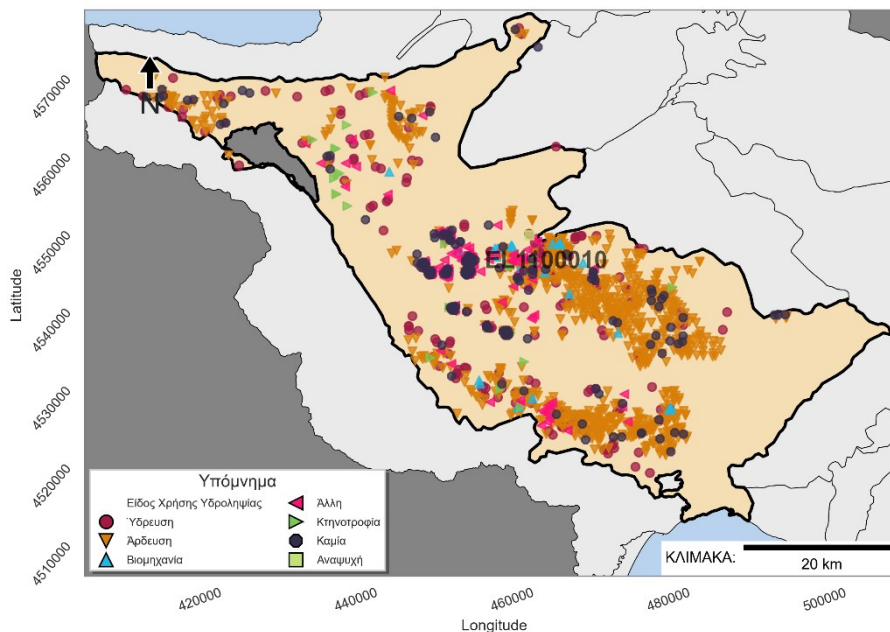 4570000
4560000
4550000
4540000
4530000
4520000
4510000
Latitude
N
EL1100010
Υπόμνημα
Είδος Χρήσης Υδροληψίας
Ύδρευση
Άρδευση
Βιομηχανία
Άλλη
Κτηνοτροφία
Καμία
Αναψυχή
ΚΛΙΜΑΚΑ:
20 km
420000 440000 460000 480000 500000
Longitude